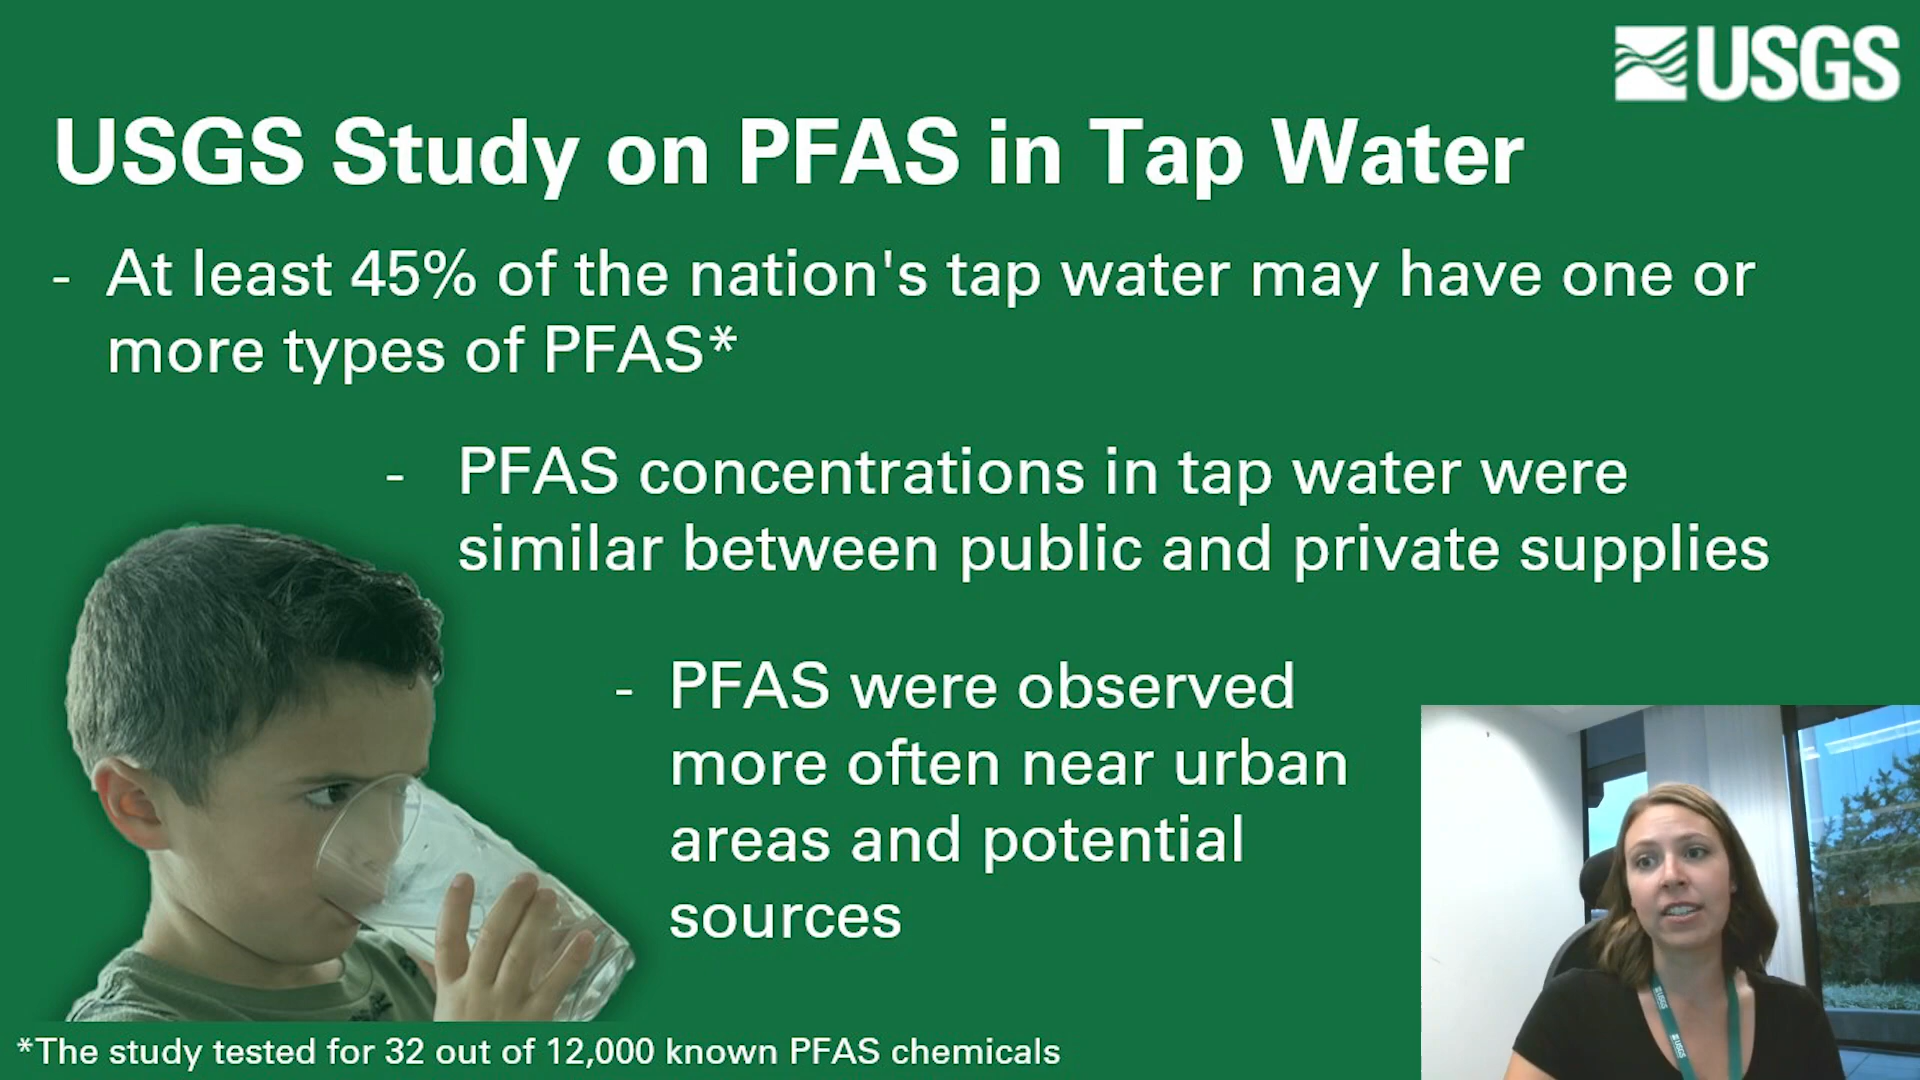 USGS
USGS Study on PFAS in Tap Water
- At least 45% of the nation's tap water may have one or
more types of PFAS*
- PFAS concentrations in tap water were
similar between public and private supplies
- PFAS were observed
more often near urban
areas and potential
sources
*The study tested for 32 out of 12,000 known PFAS chemicals
USGS
USGS